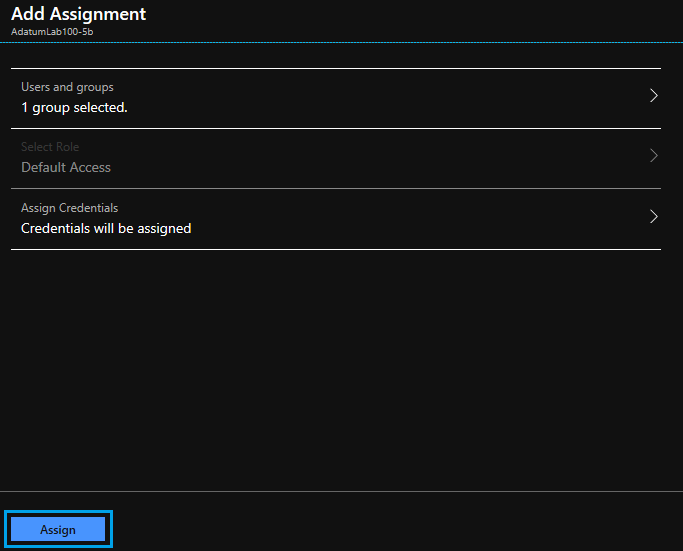 Add Assignment
AdatumLab100-5b
Users and groups
1 group selected.
Select Role
Default Access
Assign Credentials
Credentials will be assigned
Assign